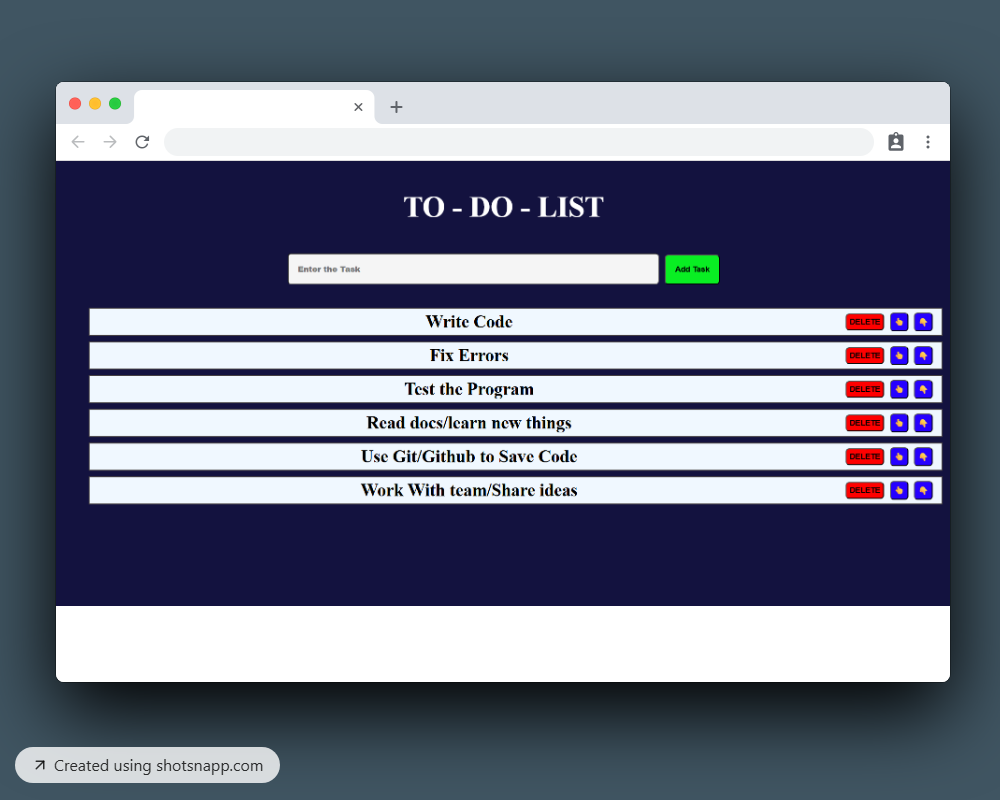 TO - DO - LIST
Enter the Task
Add Task
Write Code
DELETE
Fix Errors
DELETE
Test the Program
DELETE
Read docs/learn new things
DELETE
Use Git/Github to Save Code
DELETE
Work With team/Share ideas
DELETE
Created using shotsnapp.com